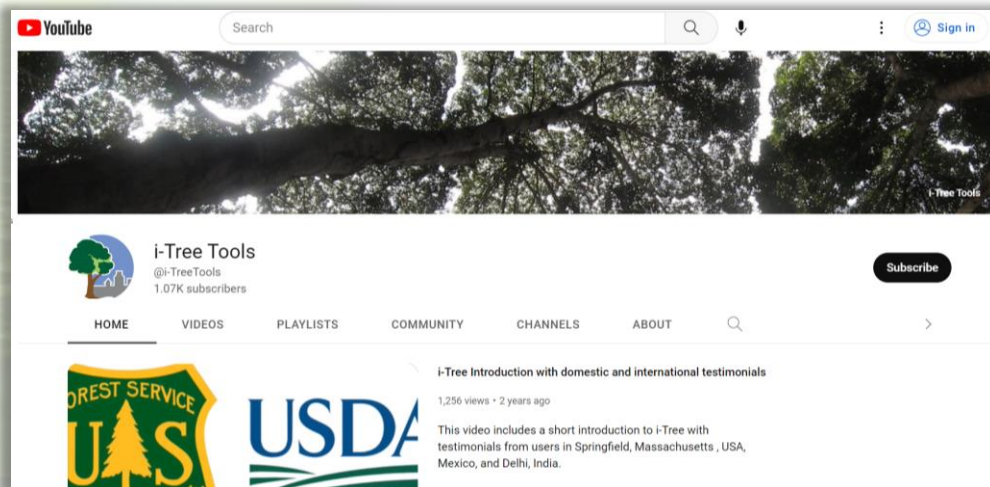 YouTube
Search
Sign in
i-Tree Tools
i-Tree Tools
@i-TreeTools
1.07K subscribers
Subscribe
HOME VIDEOS PLAYLISTS COMMUNITY CHANNELS ABOUT
i-Tree Introduction with domestic and international testimonials
1,256 views • 2 years ago
This video includes a short introduction to i-Tree with
testimonials from users in Springfield, Massachusetts , USA,
Mexico, and Delhi, India.
OREST SERVICE
U S
USDA